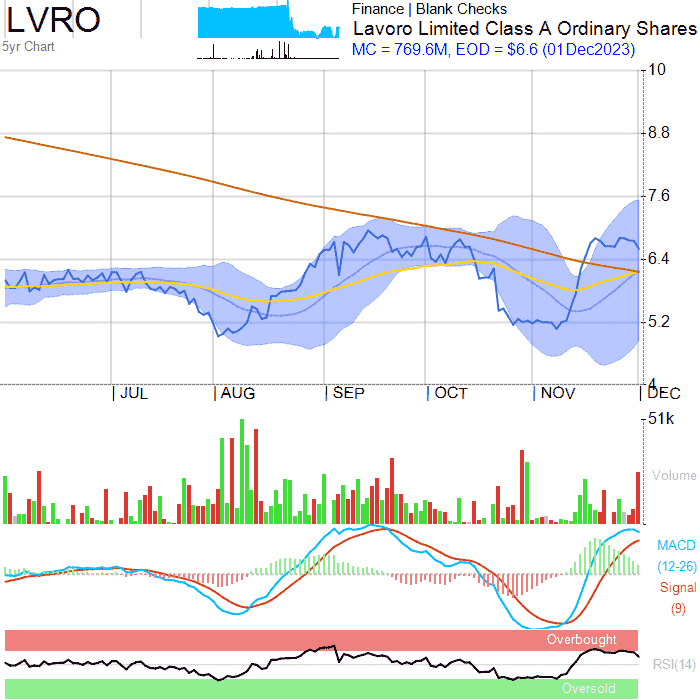 LVRO
5yr Chart
Finance | Blank Checks
Lavoro Limited Class A Ordinary Shares
MC = 769.6M, EOD = $6.6 (01Dec2023)
10
8.8
7.6
6.4
5.2
4
| JUL | AUG | SEP | OCT | NOV | DEC
51k
Volume
MACD
(12-26)
Signal
(9)
Overbought
RSI(14)
Oversold